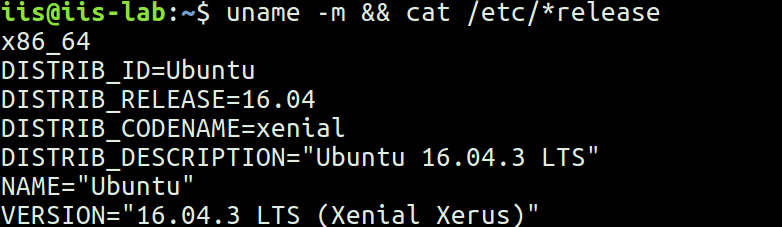 iis@iis-lab:~$ uname -m && cat /etc/*release
x86_64
DISTRIB_ID=Ubuntu
DISTRIB_RELEASE=16.04
DISTRIB_CODENAME=xenial
DISTRIB_DESCRIPTION="Ubuntu 16.04.3 LTS"
NAME="Ubuntu"
VERSION="16.04.3 LTS (Xenial Xerus)"